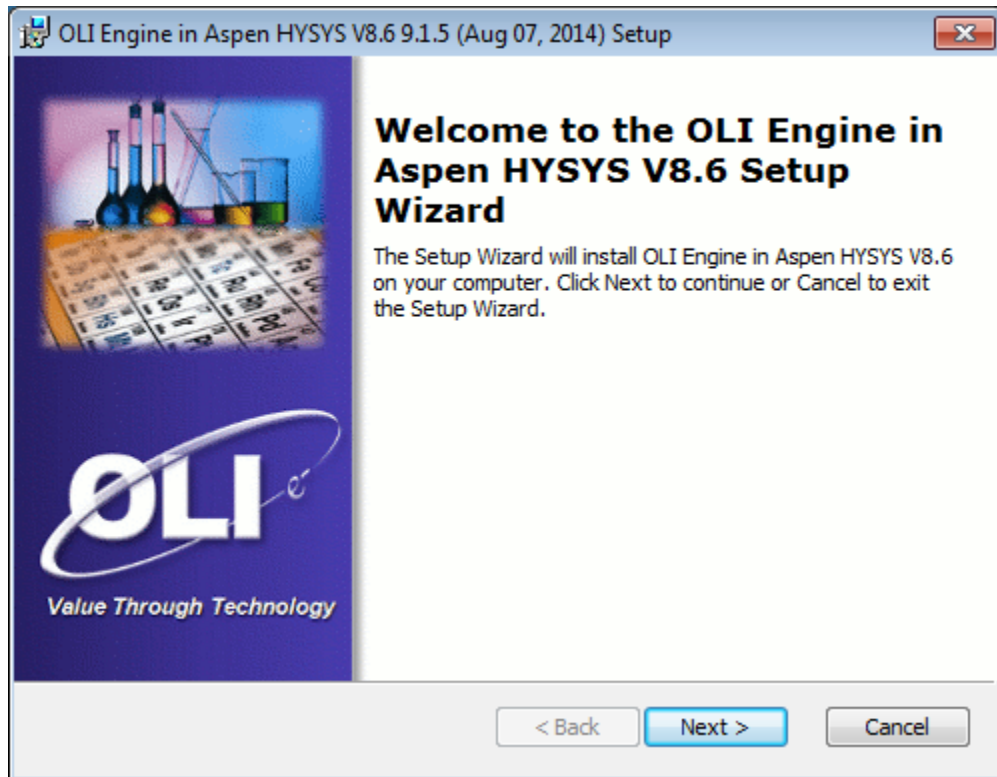 OLI Engine in Aspen HYSYS V8.6 9.1.5 (Aug 07, 2014) Setup
Welcome to the OLI Engine in
Aspen HYSYS V8.6 Setup
Wizard
The Setup Wizard will install OLI Engine in Aspen HYSYS V8.6
on your computer. Click Next to continue or Cancel to exit
the Setup Wizard.
OLI
e-
Value Through Technology
< Back
Next >
Cancel